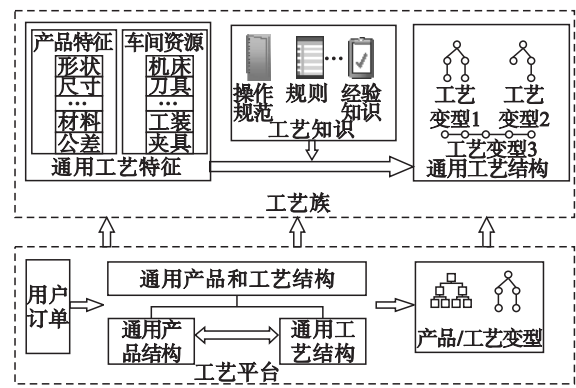 产品特征
形状
尺寸
···
材料
公差
车间资源
机床
刀具
···
工装
夹具
通用工艺特征
操作
规范
规则
···
经验
知识
工艺知识
工艺
变型1
工艺
变型2
工艺变型3
通用工艺结构
工艺族
用户
订单
通用产品和工艺结构
通用产
品结构
通用工
艺结构
产品/工艺变型
工艺平台